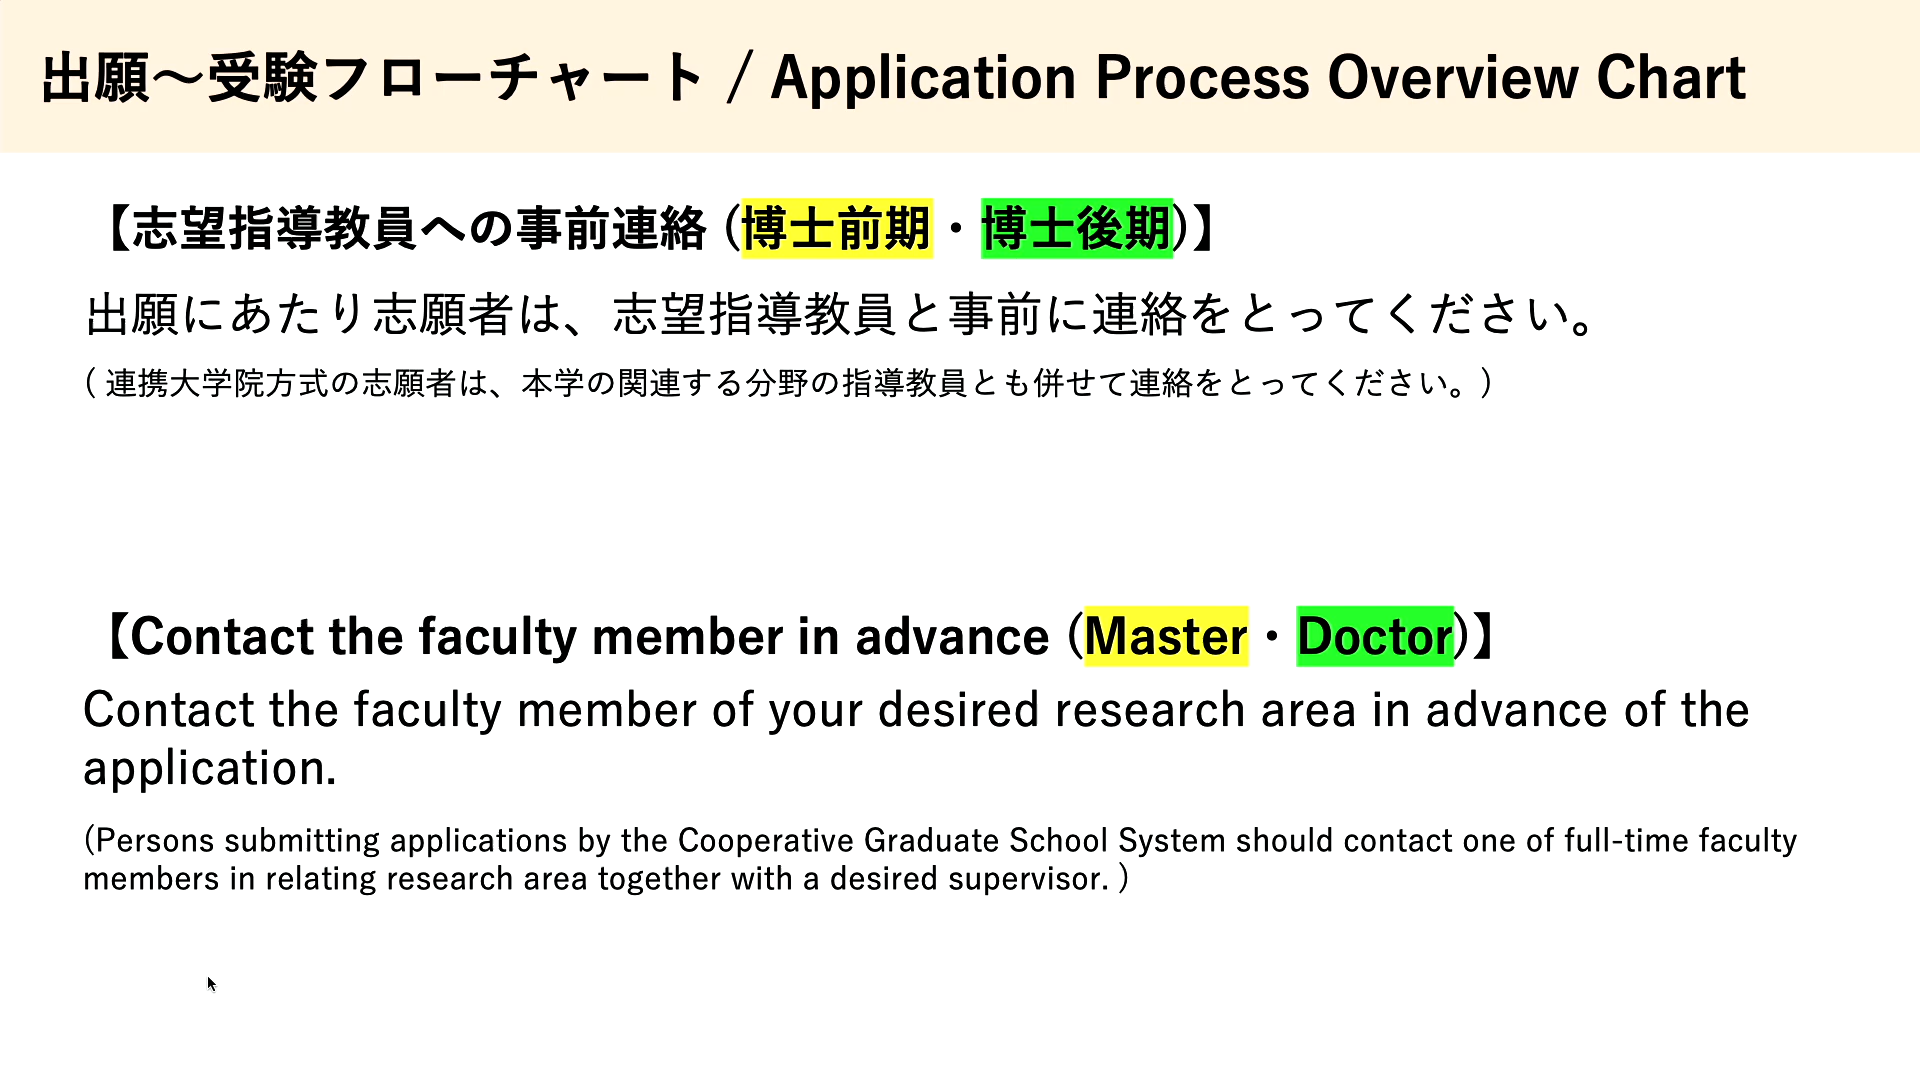 出願～受験フローチャート / Application Process Overview Chart
【志望指導教員への事前連絡 (博士前期・博士後期)】
出願にあたり志願者は、志望指導教員と事前に連絡をとってください。
( 連携大学院方式の志願者は、本学の関連する分野の指導教員とも併せて連絡をとってください。)
【Contact the faculty member in advance (Master・Doctor)】
Contact the faculty member of your desired research area in advance of the
application.
(Persons submitting applications by the Cooperative Graduate School System should contact one of full-time faculty
members in relating research area together with a desired supervisor. )